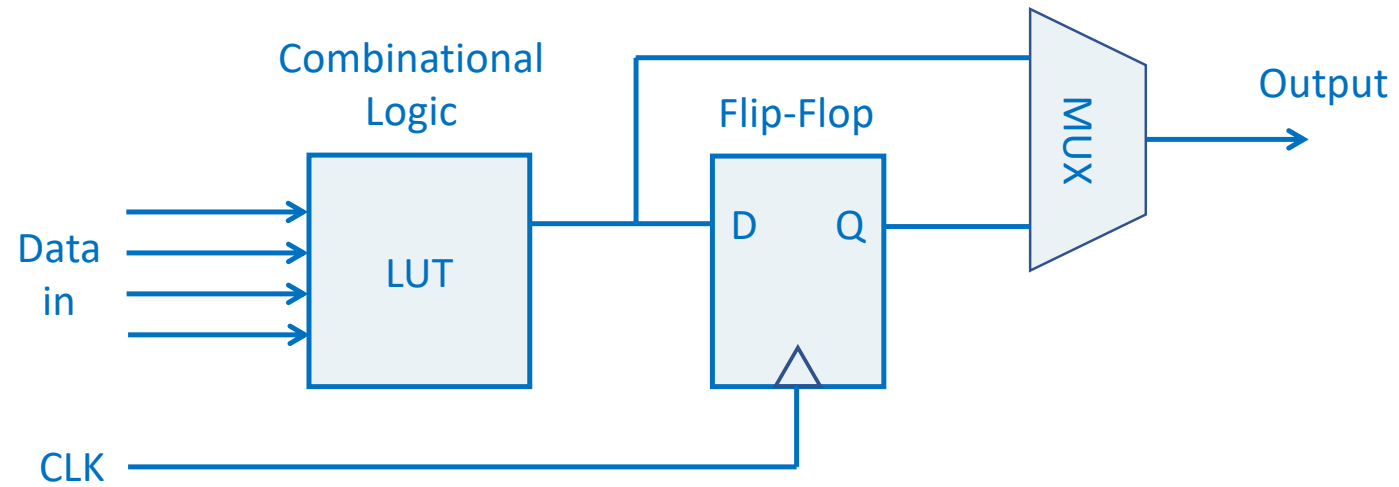 Combinational
Logic
Flip-Flop
Output
MUX
Data
in
LUT
D
Q
CLK